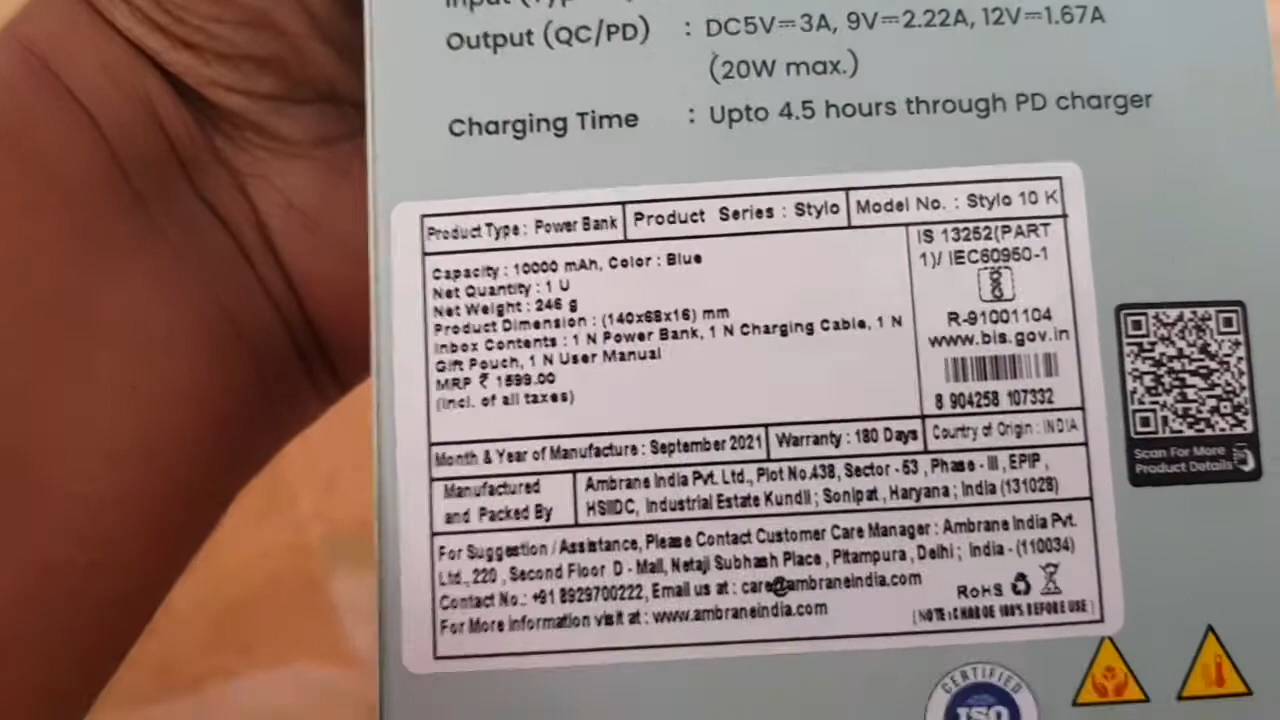 Output (QC/PD) : DC5V⎓3A, 9V⎓2.22A, 12V⎓1.67A
(20W max.)
Charging Time : Upto 4.5 hours through PD charger
Product Type : Power Bank Product Series : Stylo Model No. : Stylo 10 K
Capacity : 10000 mAh, Color : Blue
Net Quantity : 1 U
Net Weight : 246 g
Product Dimension : (140x68x16) mm
Inbox Contents : 1 N Power Bank, 1 N Charging Cable, 1 N
Gift Pouch, 1 N User Manual
MRP ₹ 1599.00
(Incl. of all taxes)
IS 13252(PART
1)/ IEC60950-1
R-91001104
www.bis.gov.in
8 904258 107332
Month & Year of Manufacture : September 2021 Warranty : 180 Days Country of Origin : INDIA
Manufactured
and Packed By
Ambrane India Pvt. Ltd., Plot No.438, Sector - 53 , Phase - III , EPIP ,
HSIIDC, Industrial Estate Kundli ; Sonipat , Haryana ; India (131028)
For Suggestion / Assistance, Please Contact Customer Care Manager : Ambrane India Pvt.
Ltd., 220 , Second Floor D - Mall, Netaji Subhash Place , Pitampura , Delhi ; India - (110034)
Contact No.: +91 8929700222, Email us at : care@ambraneindia.com
For More information visit at : www.ambraneindia.com
RoHS
( NOTE : CHARGE 100% BEFORE USE )
Scan For More
Product Details
CERTIFIED
ISO